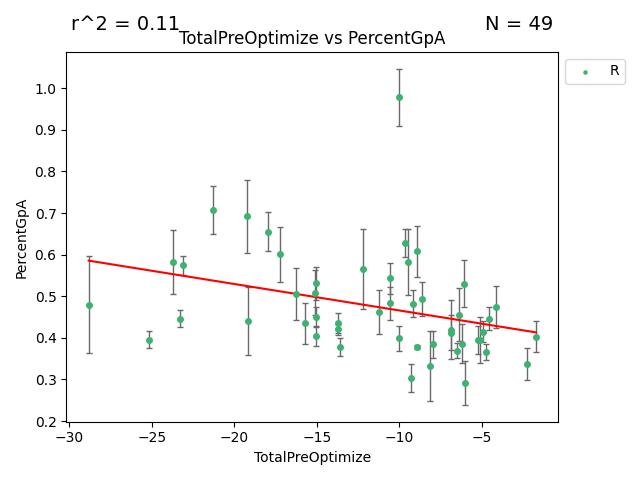 r^2 = 0.11
N = 49
TotalPreOptimize vs PercentGpA
R
1.0
0.9
0.8
0.7
0.6
0.5
0.4
0.3
0.2
PercentGpA
−30
−25
−20
−15
−10
−5
TotalPreOptimize